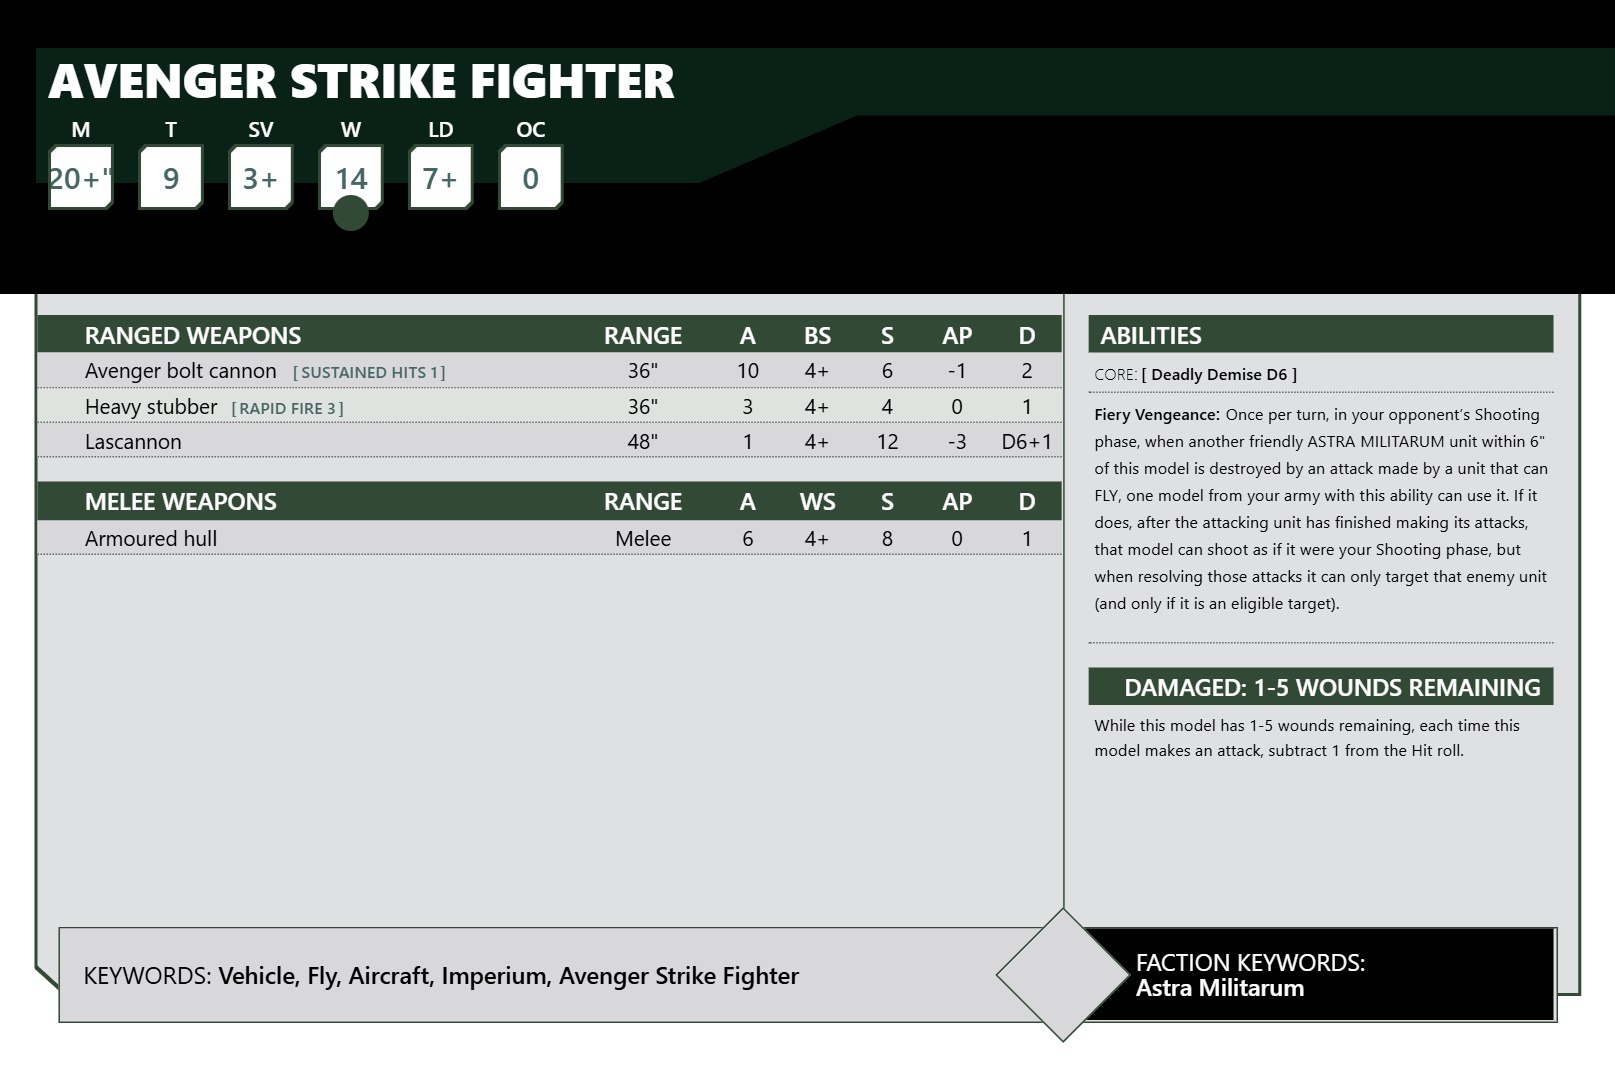 AVENGER STRIKE FIGHTER
M T SV W LD OC
20+" 9 3+ 14 7+ 0
RANGED WEAPONS RANGE A BS S AP D
Avenger bolt cannon [ SUSTAINED HITS 1 ] 36" 10 4+ 6 -1 2
Heavy stubber [ RAPID FIRE 3 ] 36" 3 4+ 4 0 1
Lascannon 48" 1 4+ 12 -3 D6+1
MELEE WEAPONS RANGE A WS S AP D
Armoured hull Melee 6 4+ 8 0 1
ABILITIES
CORE: [ Deadly Demise D6 ]
Fiery Vengeance: Once per turn, in your opponent’s Shooting
phase, when another friendly ASTRA MILITARUM unit within 6"
of this model is destroyed by an attack made by a unit that can
FLY, one model from your army with this ability can use it. If it
does, after the attacking unit has finished making its attacks,
that model can shoot as if it were your Shooting phase, but
when resolving those attacks it can only target that enemy unit
(and only if it is an eligible target).
DAMAGED: 1-5 WOUNDS REMAINING
While this model has 1-5 wounds remaining, each time this
model makes an attack, subtract 1 from the Hit roll.
KEYWORDS: Vehicle, Fly, Aircraft, Imperium, Avenger Strike Fighter
FACTION KEYWORDS:
Astra Militarum